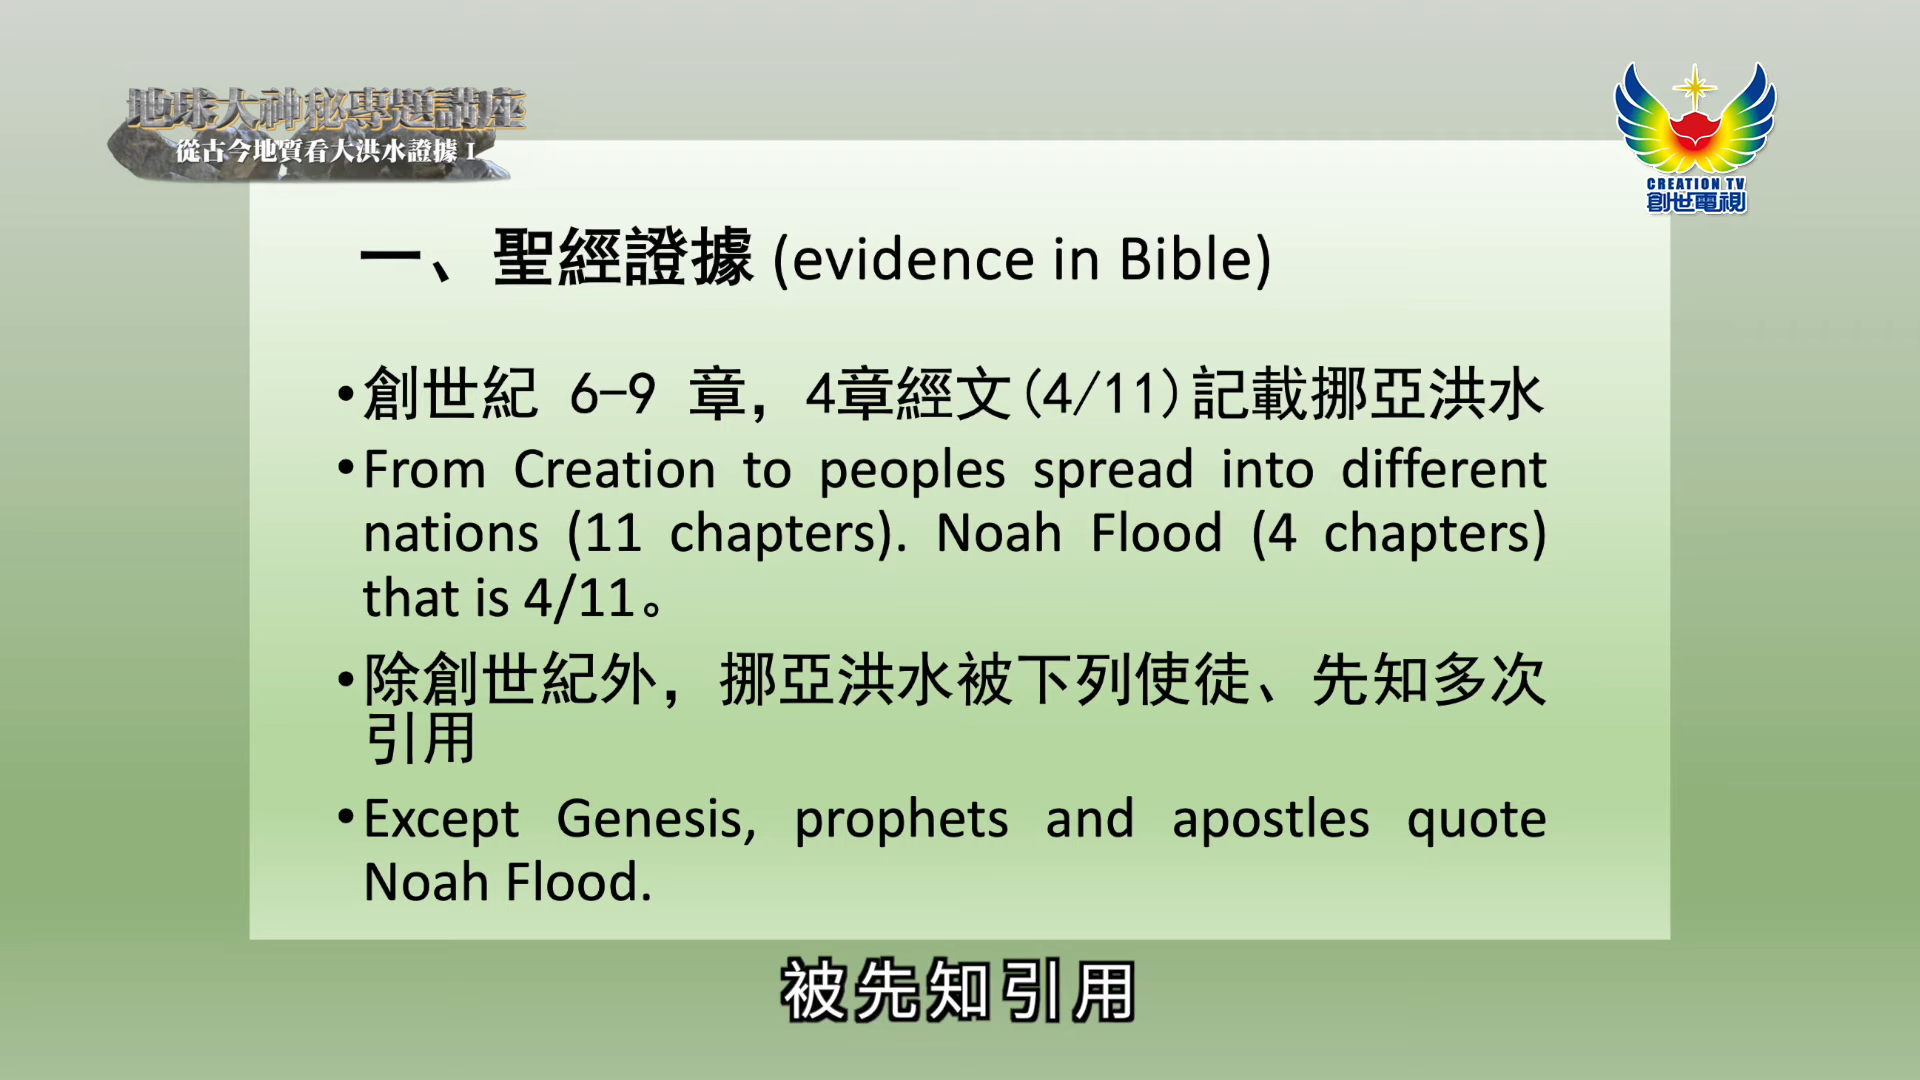 地球大神秘專題講座
從古今地質看大洪水證據 I
CREATION TV
創世電視
一、聖經證據 (evidence in Bible)
•創世紀 6-9 章，4章經文(4/11)記載挪亞洪水
•From Creation to peoples spread into different
nations (11 chapters). Noah Flood (4 chapters)
that is 4/11。
•除創世紀外，挪亞洪水被下列使徒、先知多次
引用
•Except Genesis, prophets and apostles quote
Noah Flood.
被先知引用